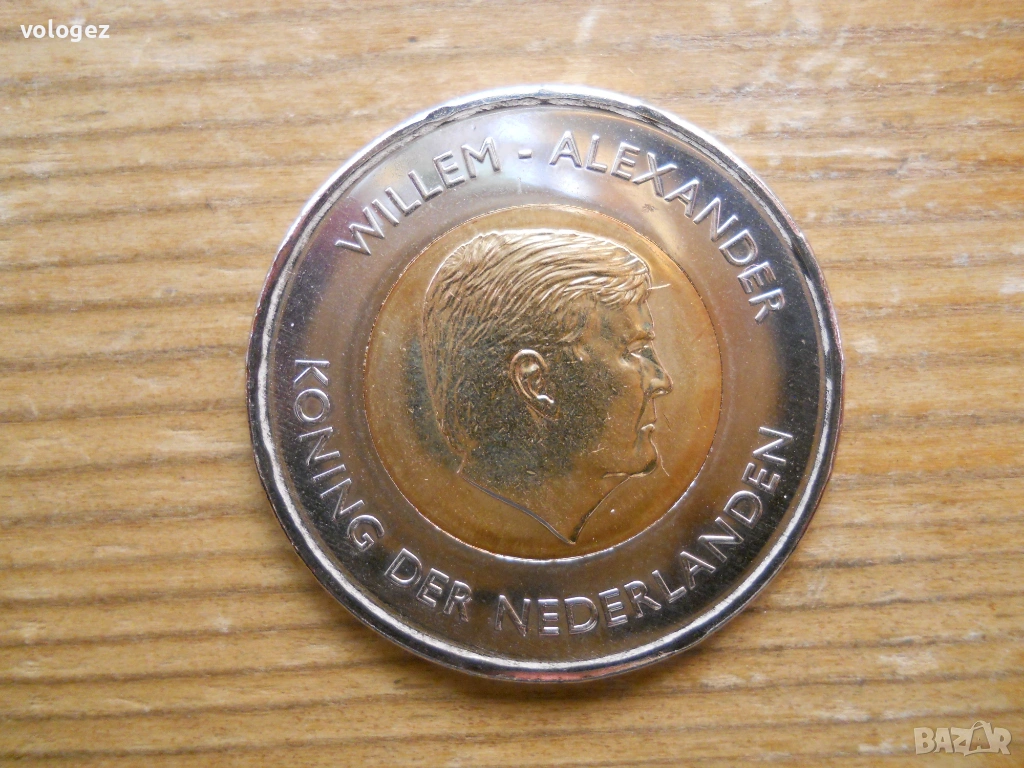 vologez
WILLEM - ALEXANDER
KONING DER NEDERLANDEN
BAZAR